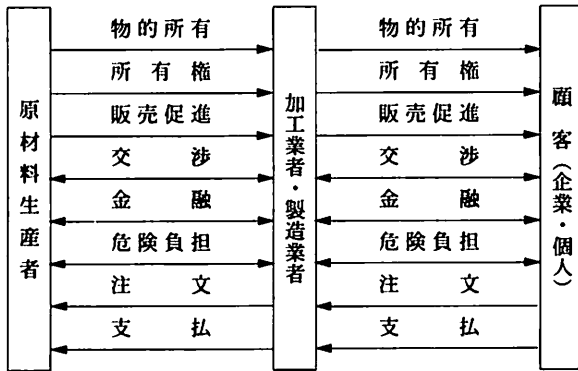 原材料生産者
物的所有
所有権
販売促進
交渉
金融
危険負担
注文
支払
加工業者・製造業者
物的所有
所有権
販売促進
交渉
金融
危険負担
注文
支払
顧客(企業・個人)